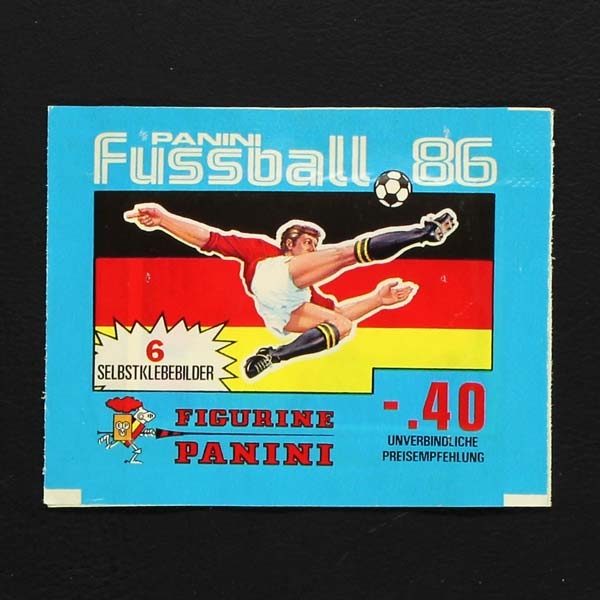 PANINI
Fussball 86
6
SELBSTKLEBEBILDER
FIGURINE
PANINI
-.40
UNVERBINDLICHE
PREISEMPFEHLUNG